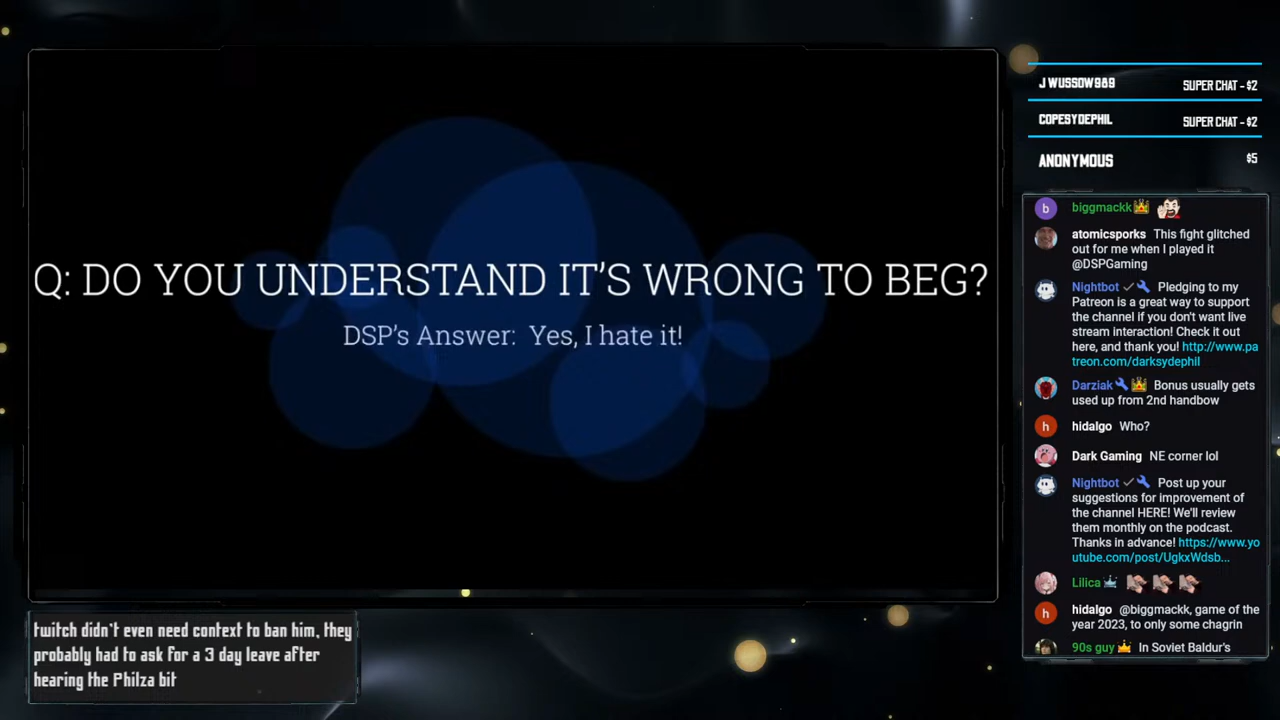 Q: DO YOU UNDERSTAND IT'S WRONG TO BEG?
DSP's Answer: Yes, I hate it!
twitch didn't even need context to ban him, they
probably had to ask for a 3 day leave after
hearing the Philza bit
J WUSSOW989 SUPER CHAT - $2
COPESYDEPHIL SUPER CHAT - $2
ANONYMOUS $5
b biggmackk
atomicsporks This fight glitched
out for me when I played it
@DSPGaming
Nightbot Pledging to my
Patreon is a great way to support
the channel if you don't want live
stream interaction! Check it out
here, and thank you! http://www.pa
treon.com/darksydephil
Darziak Bonus usually gets
used up from 2nd handbow
h hidalgo Who?
Dark Gaming NE corner lol
Nightbot Post up your
suggestions for improvement of
the channel HERE! We'll review
them monthly on the podcast.
Thanks in advance! https://www.yo
utube.com/post/UgkxWdsb...
Lilica
h hidalgo @biggmackk, game of the
year 2023, to only some chagrin
90s guy In Soviet Baldur's